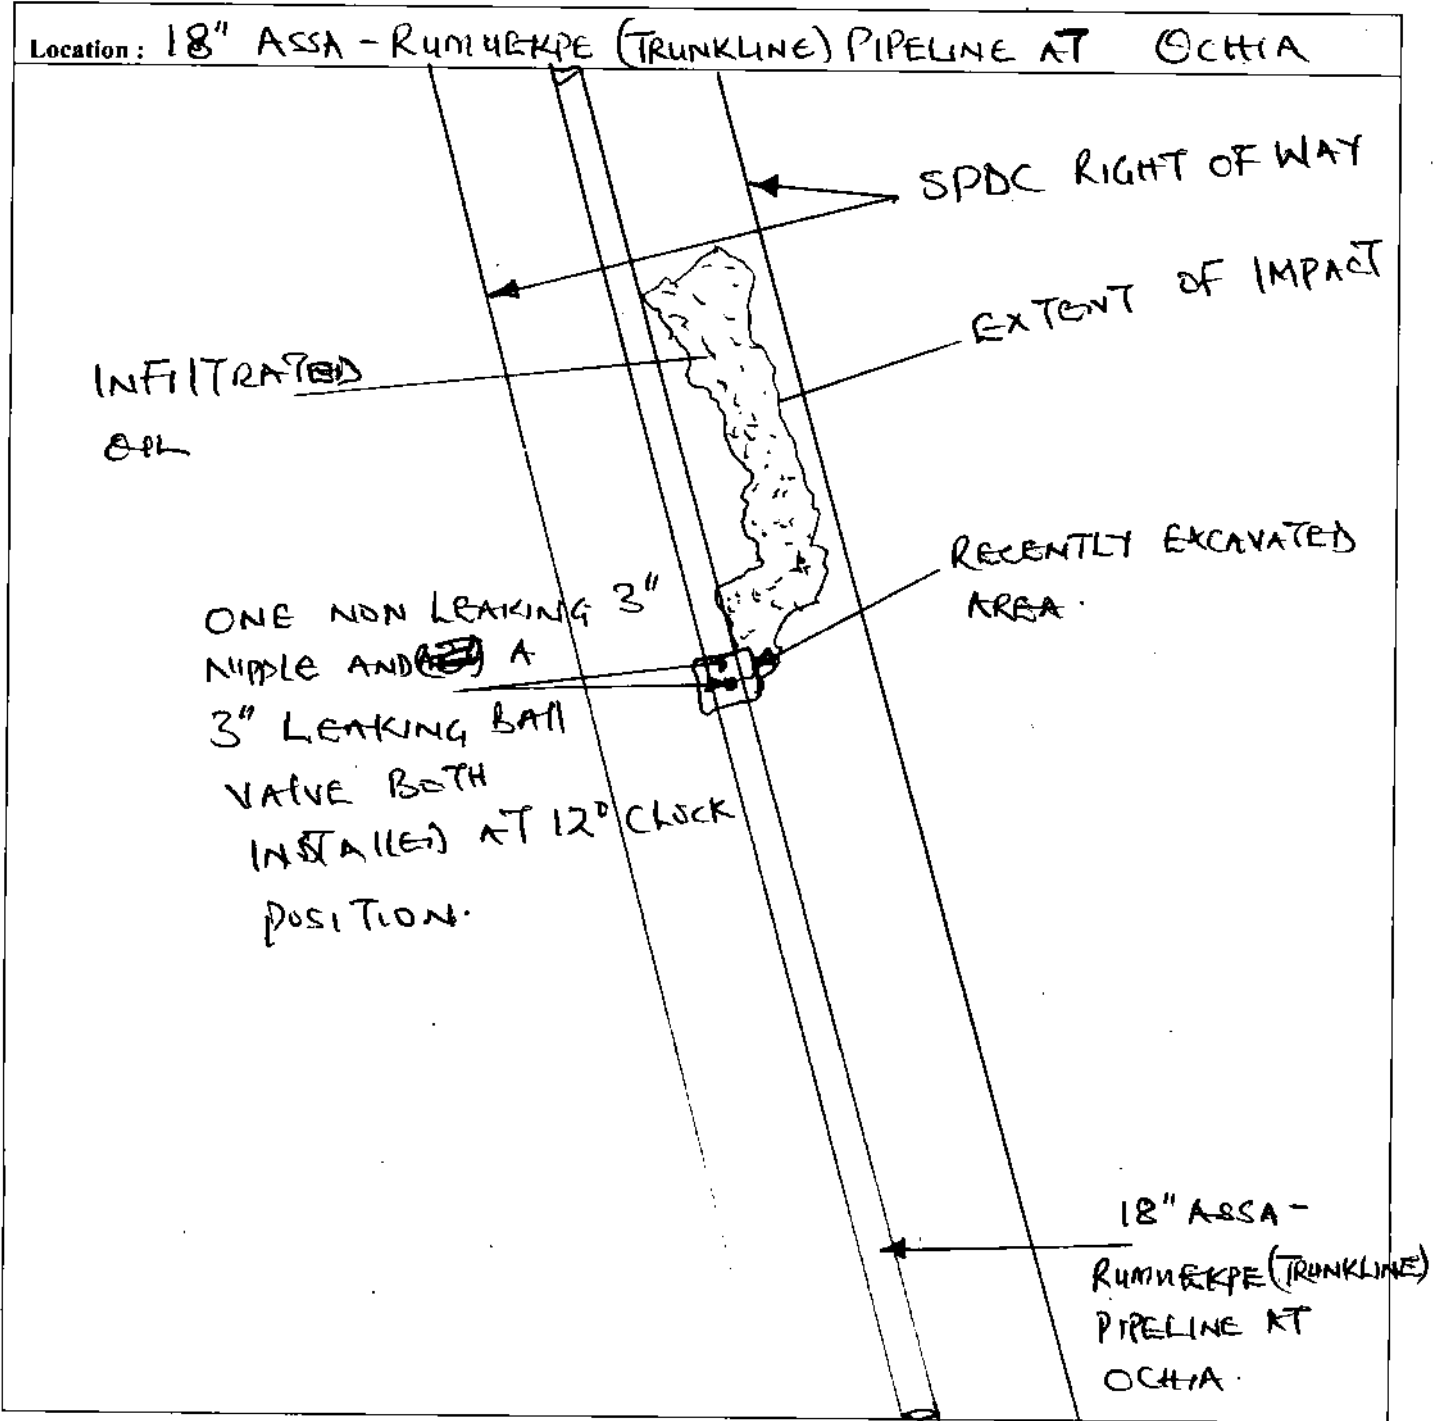 Location: 18" ASSA - RUMUEKPE (TRUNKLINE) PIPELINE AT OCHIA
SPDC RIGHT OF WAY
EXTENT OF IMPACT
INFILTRATED
OIL
RECENTLY EXCAVATED
AREA.
ONE NON LEAKING 3"
NIPPLE AND A
3" LEAKING BALL
VALVE BOTH
INSTALLED AT 12 O CLOCK
POSITION.
18" ASSA -
RUMUEKPE (TRUNKLINE)
PIPELINE AT
OCHIA.